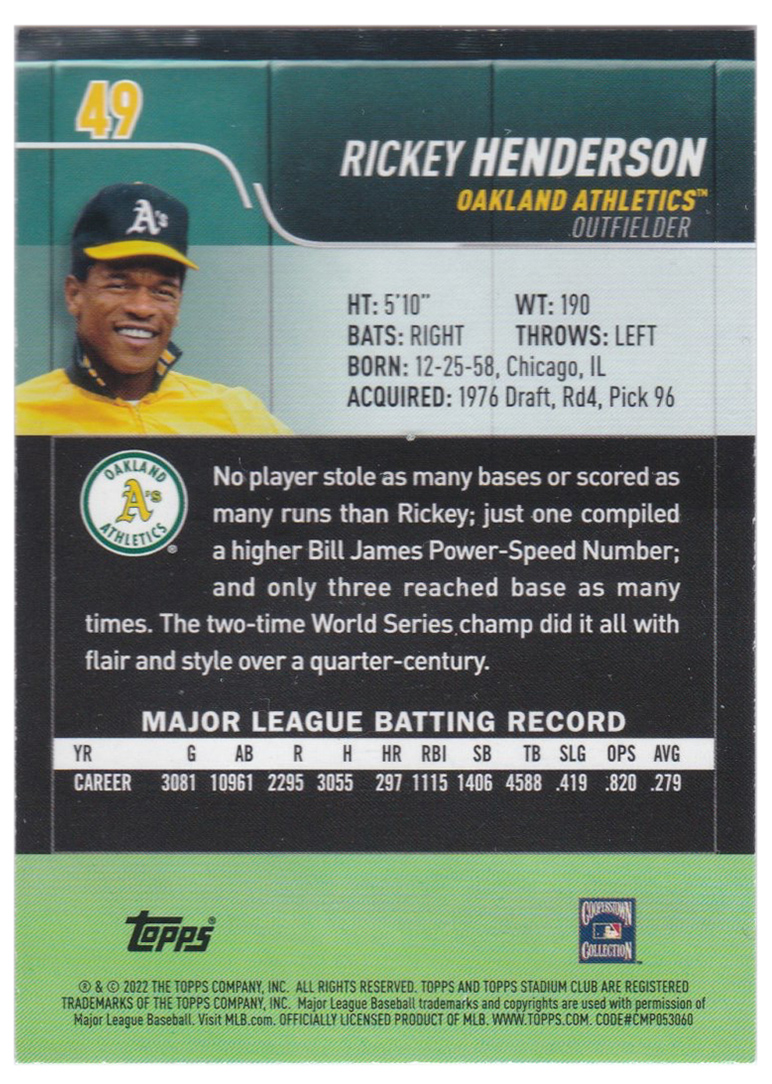 49
RICKEY HENDERSON
OAKLAND ATHLETICS™
OUTFIELDER
A's
HT: 5'10" WT: 190
BATS: RIGHT THROWS: LEFT
BORN: 12-25-58, Chicago, IL
ACQUIRED: 1976 Draft, Rd4, Pick 96
OAKLAND
A's
ATHLETICS
®
No player stole as many bases or scored as
many runs than Rickey; just one compiled
a higher Bill James Power-Speed Number;
and only three reached base as many
times. The two-time World Series champ did it all with
flair and style over a quarter-century.
MAJOR LEAGUE BATTING RECORD
YR G AB R H HR RBI SB TB SLG OPS AVG
CAREER 3081 10961 2295 3055 297 1115 1406 4588 .419 .820 .279
Topps®
COOPERSTOWN
COLLECTION
® & © 2022 THE TOPPS COMPANY, INC. ALL RIGHTS RESERVED. TOPPS AND TOPPS STADIUM CLUB ARE REGISTERED
TRADEMARKS OF THE TOPPS COMPANY, INC. Major League Baseball trademarks and copyrights are used with permission of
Major League Baseball. Visit MLB.com. OFFICIALLY LICENSED PRODUCT OF MLB. WWW.TOPPS.COM. CODE#CMP053060